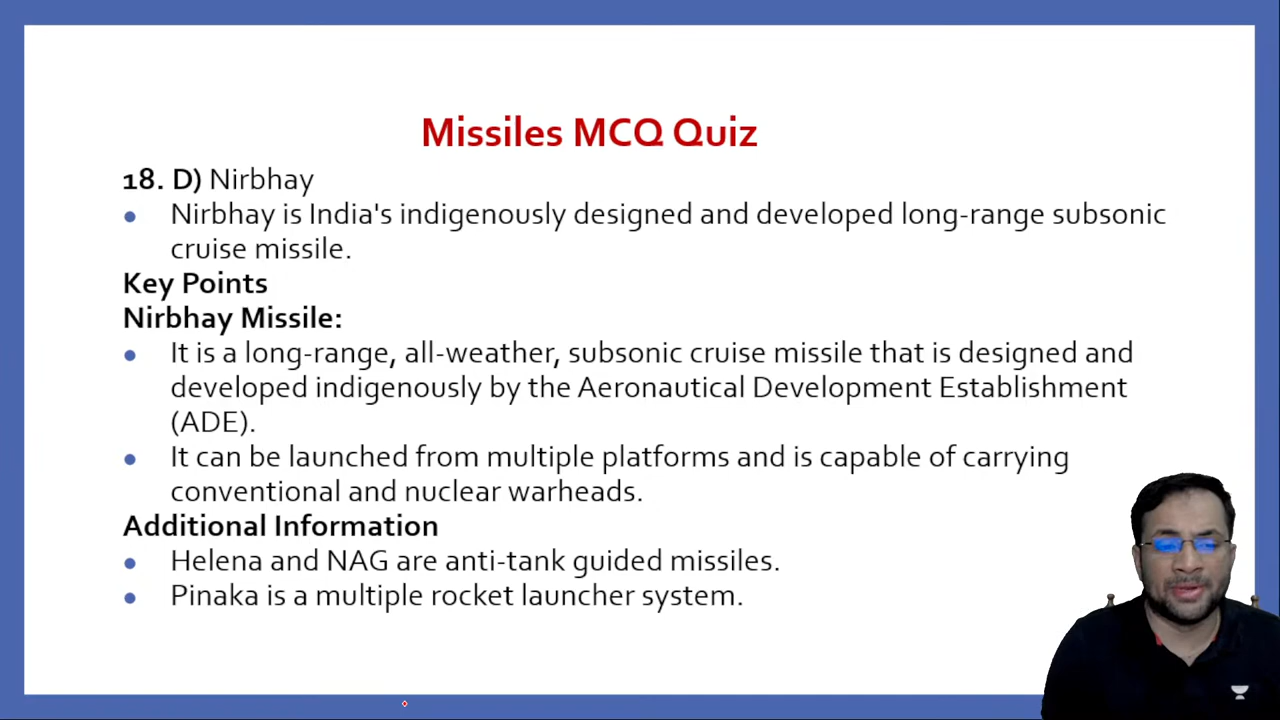 Missiles MCQ Quiz
18. D) Nirbhay
● Nirbhay is India's indigenously designed and developed long-range subsonic
cruise missile.
Key Points
Nirbhay Missile:
● It is a long-range, all-weather, subsonic cruise missile that is designed and
developed indigenously by the Aeronautical Development Establishment
(ADE).
● It can be launched from multiple platforms and is capable of carrying
conventional and nuclear warheads.
Additional Information
● Helena and NAG are anti-tank guided missiles.
● Pinaka is a multiple rocket launcher system.